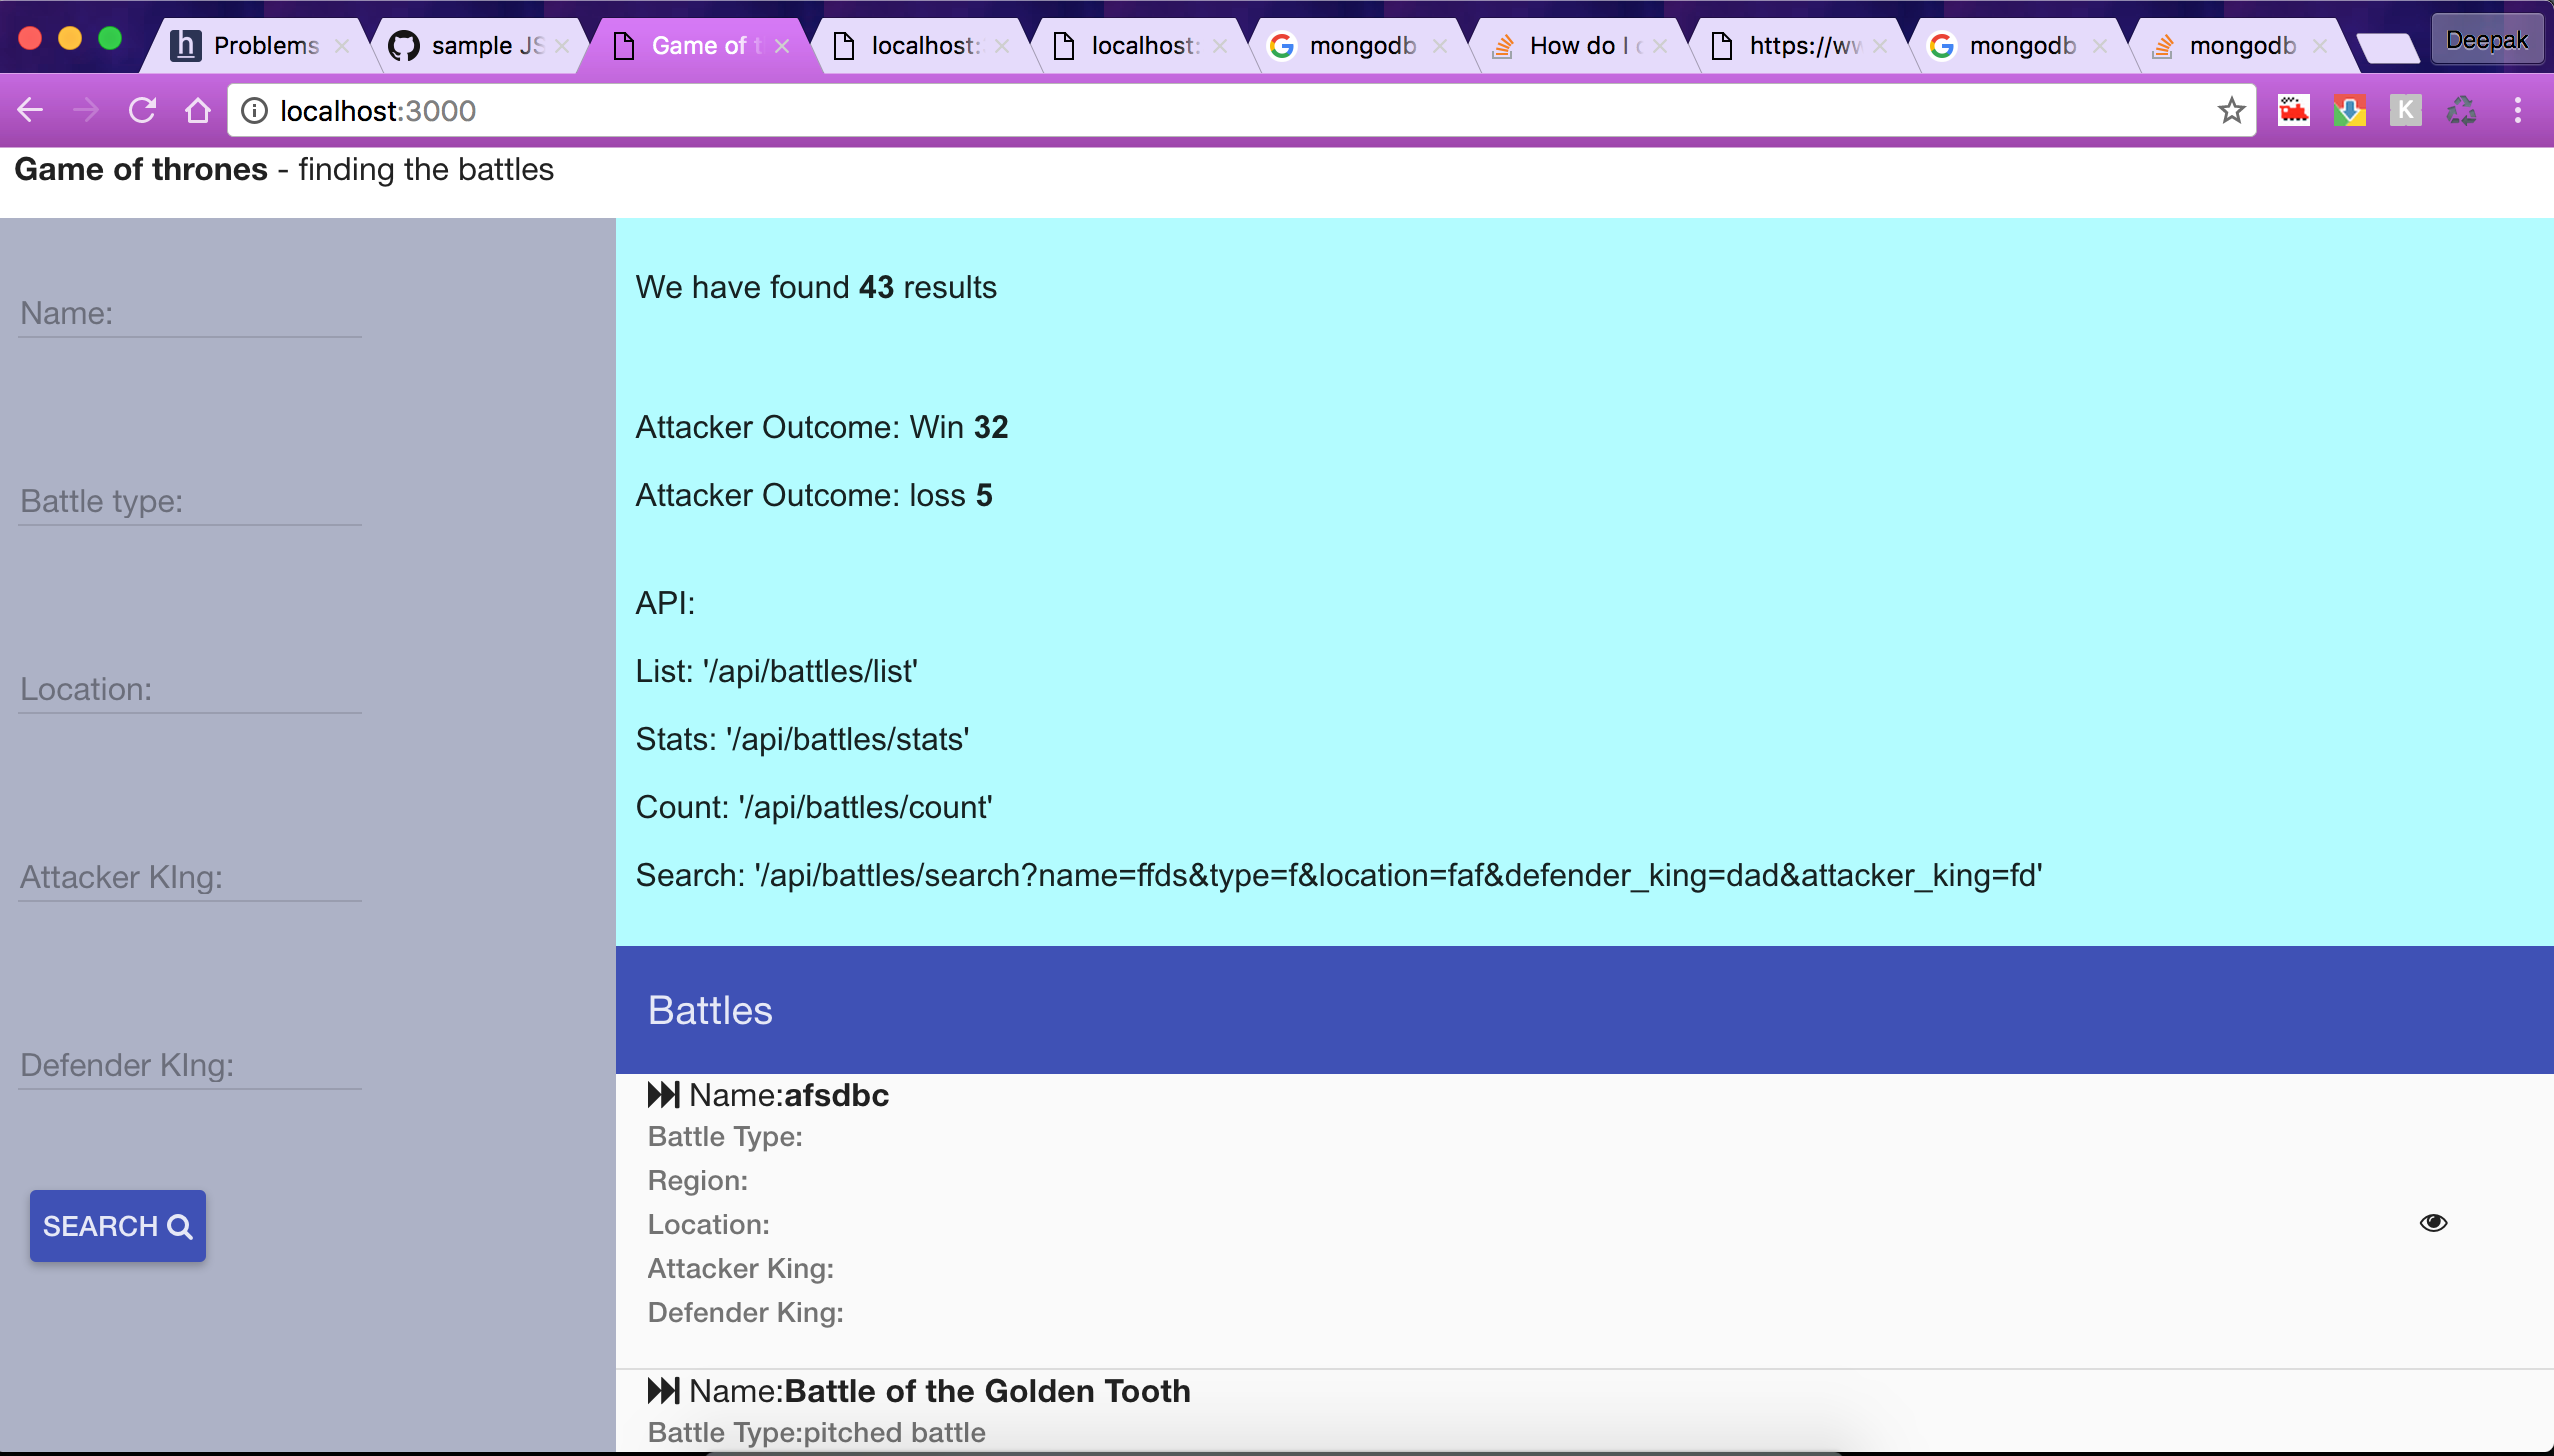 Problems
sample JS
Game of t
localhost:
localhost:
mongodb
How do I
https://ww
mongodb
mongodb
Deepak
localhost:3000
K
Game of thrones - finding the battles
Name:
Battle type:
Location:
Attacker KIng:
Defender KIng:
SEARCH
We have found 43 results
Attacker Outcome: Win 32
Attacker Outcome: loss 5
API:
List: '/api/battles/list'
Stats: '/api/battles/stats'
Count: '/api/battles/count'
Search: '/api/battles/search?name=ffds&type=f&location=faf&defender_king=dad&attacker_king=fd'
Battles
Name:afsdbc
Battle Type:
Region:
Location:
Attacker King:
Defender King:
Name:Battle of the Golden Tooth
Battle Type:pitched battle